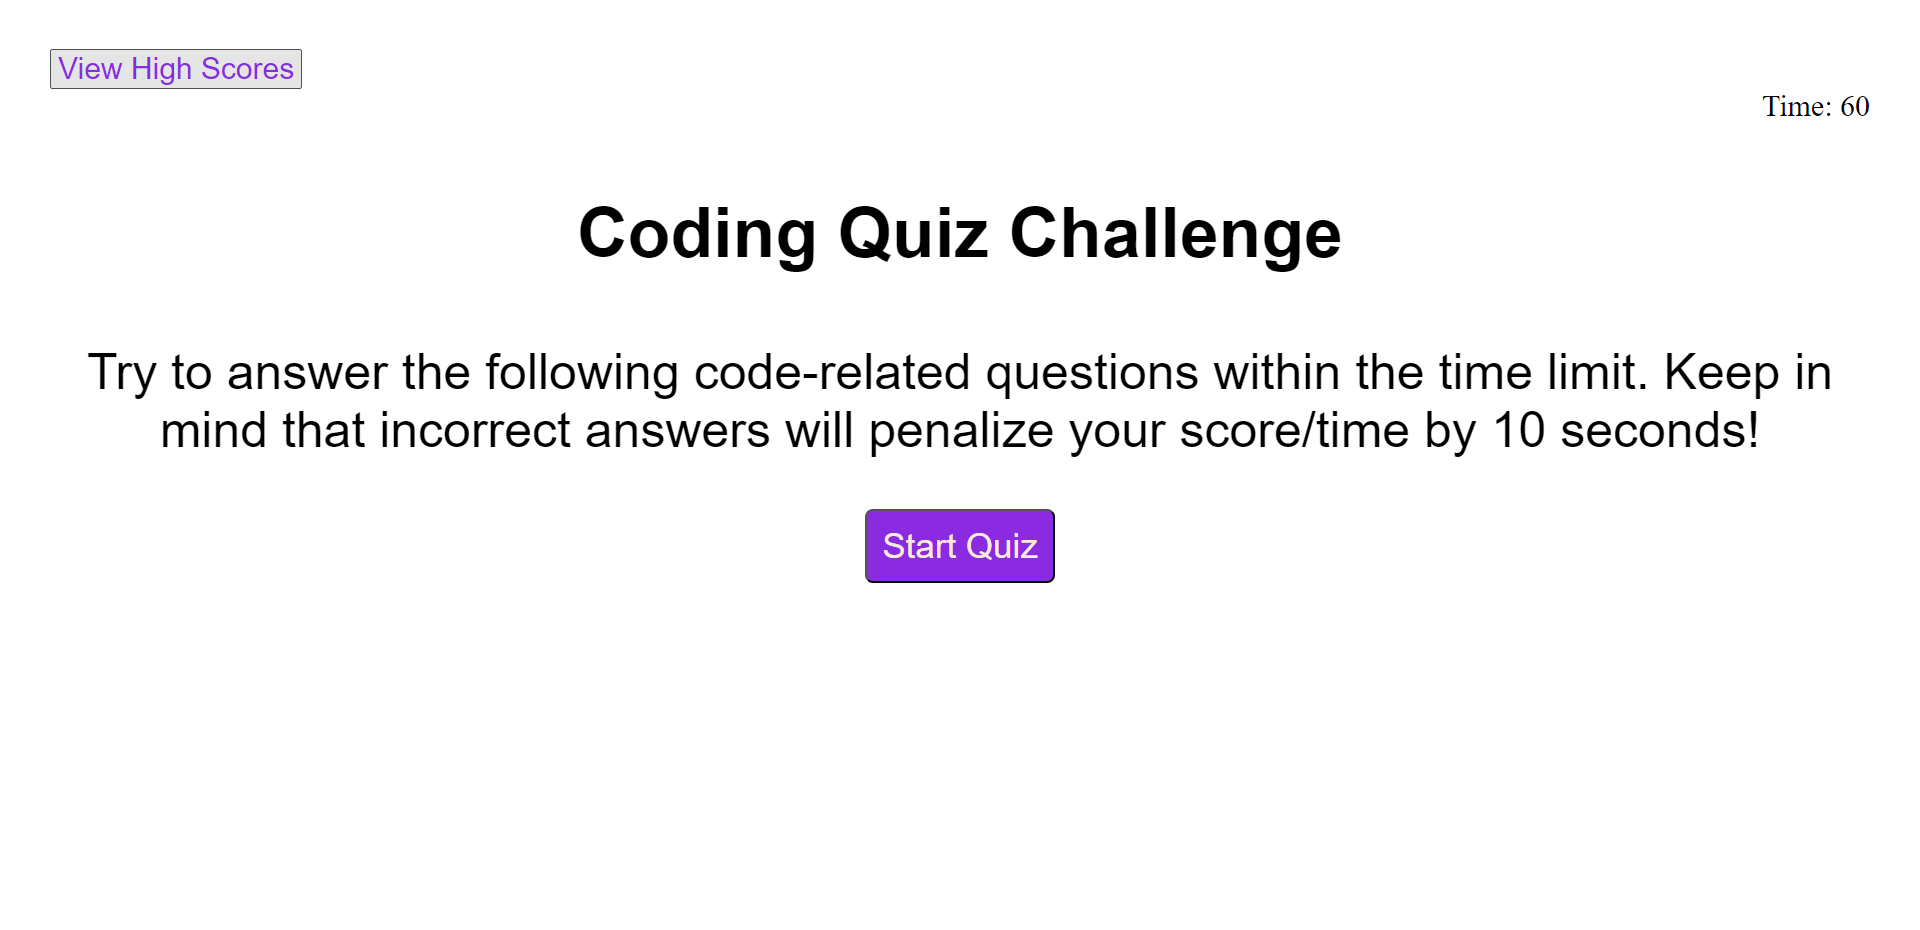 View High Scores
Time: 60
Coding Quiz Challenge
Try to answer the following code-related questions within the time limit. Keep in
mind that incorrect answers will penalize your score/time by 10 seconds!
Start Quiz